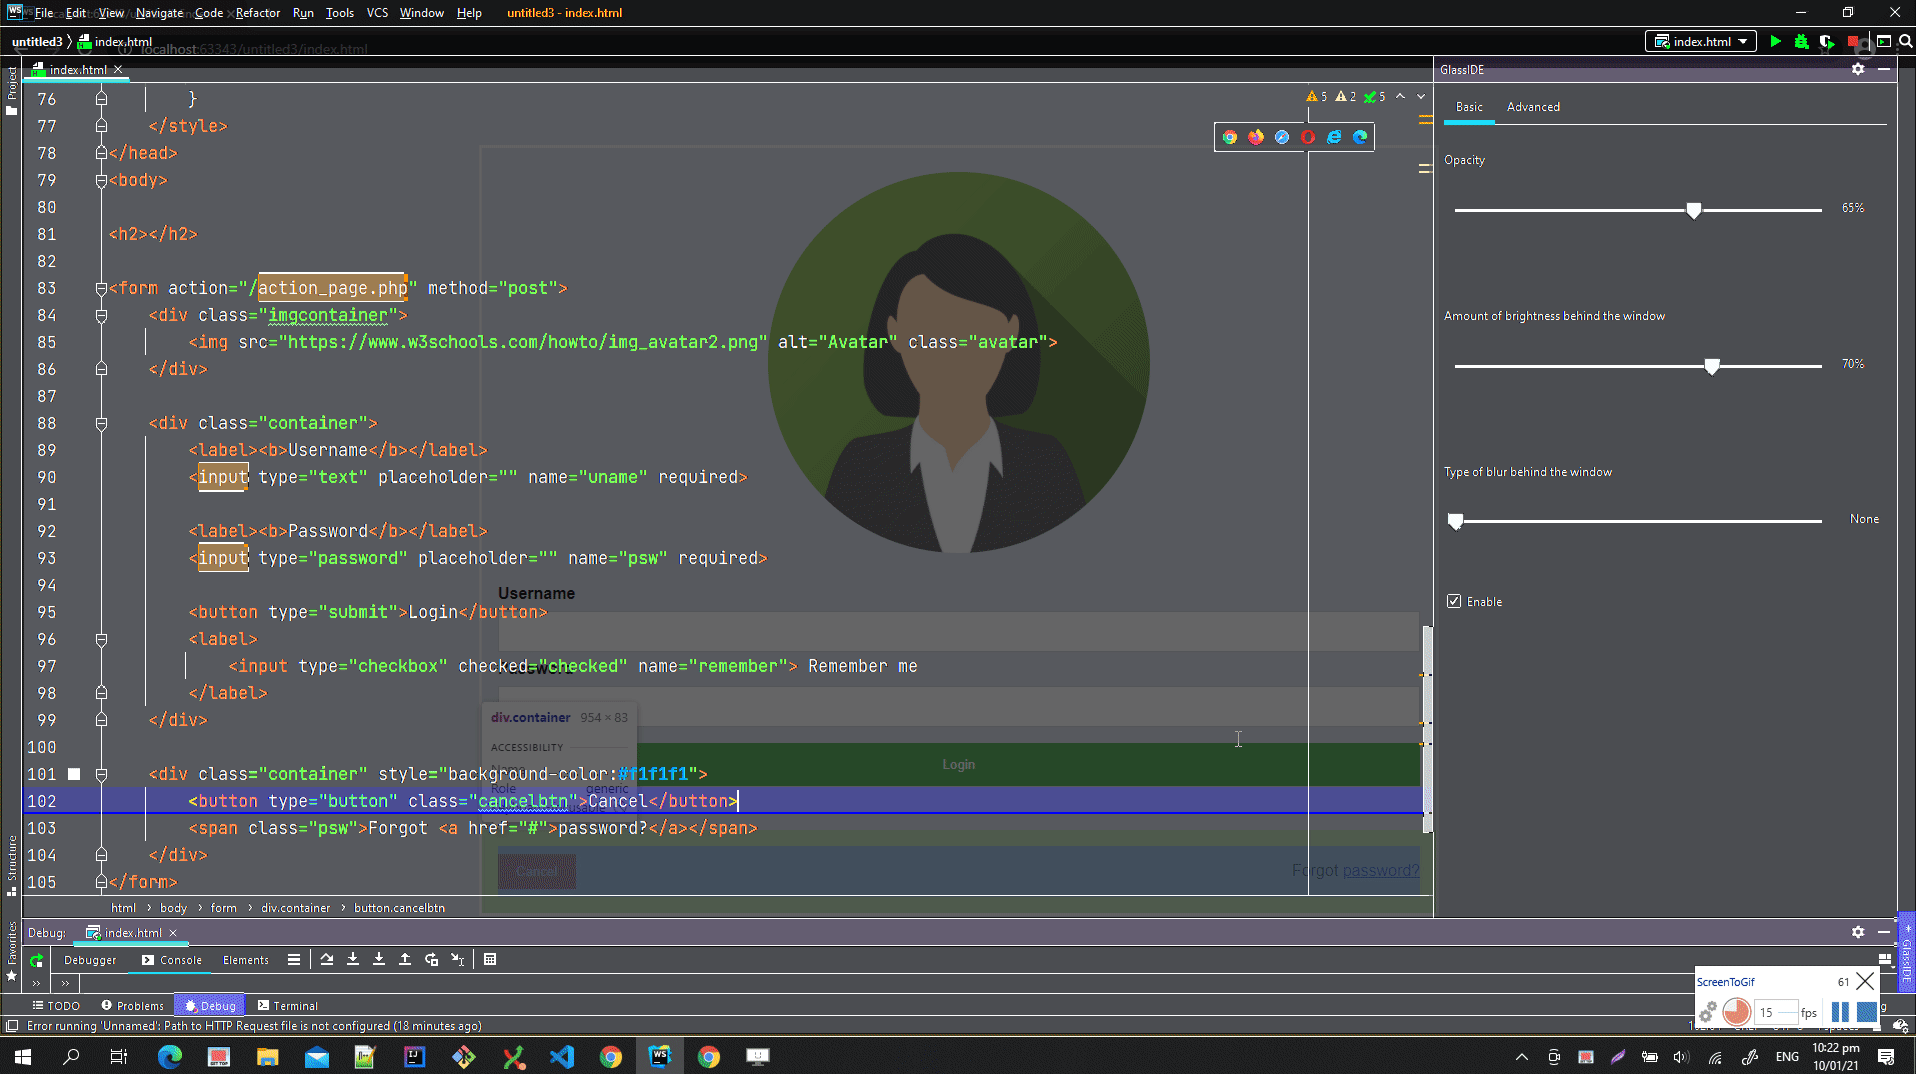 File Edit View Navigate Code Refactor Run Tools VCS Window Help untitled3 - index.html
untitled3 index.html localhost:63343/untitled3/index.html index.html
Project
index.html
GlassIDE
76 }
5 2 5
Basic Advanced
77 </style>
78 </head>
79 <body>
Opacity
80
65%
81 <h2></h2>
82
83 <form action="/action_page.php" method="post">
84 <div class="imgcontainer">
Amount of brightness behind the window
85 <img src="https://www.w3schools.com/howto/img_avatar2.png" alt="Avatar" class="avatar">
86 </div>
70%
87
88 <div class="container">
89 <label><b>Username</b></label>
90 <input type="text" placeholder="" name="uname" required>
Type of blur behind the window
91
None
92 <label><b>Password</b></label>
93 <input type="password" placeholder="" name="psw" required>
94
Username
Enable
95 <button type="submit">Login</button>
96 <label>
97 <input type="checkbox" checked="checked" name="remember"> Remember me
98 </label>
99 </div>
div.container 954 × 83
100
ACCESSIBILITY
Name
Login
101 <div class="container" style="background-color:#f1f1f1">
Role generic
102 <button type="button" class="cancelbtn">Cancel</button>
103 <span class="psw">Forgot <a href="#">password?</a></span>
104 </div>
Cancel
Forgot password?
105 </form>
Structure
Favorites
html body form div.container button.cancelbtn
Debug: index.html
GlassIDE
Debugger Console Elements
ScreenToGif 61
15 fps
TODO Problems Debug Terminal
Error running 'Unnamed': Path to HTTP Request file is not configured (18 minutes ago)
WS
ENG
10:22 pm
10/01/21